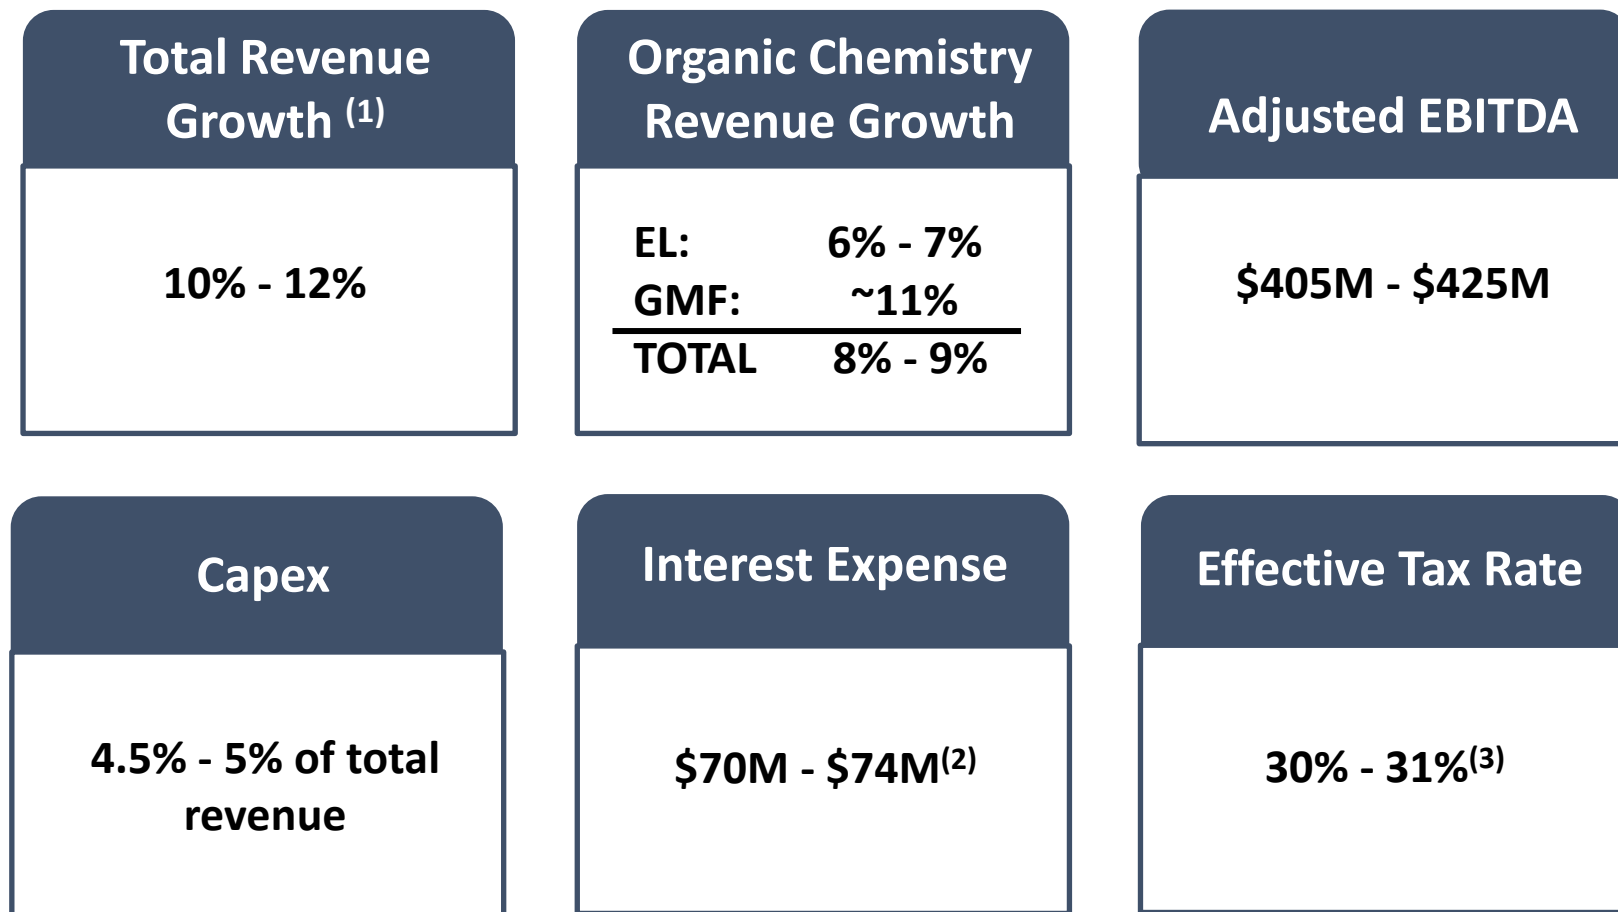 Total Revenue
Growth (1)
10% - 12%
Organic Chemistry
Revenue Growth
EL: 6% - 7%
GMF: ~11%
TOTAL 8% - 9%
Adjusted EBITDA
$405M - $425M
Capex
4.5% - 5% of total
revenue
Interest Expense
$70M - $74M(2)
Effective Tax Rate
30% - 31%(3)